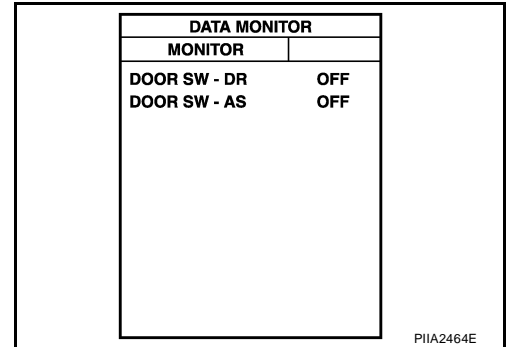 DATA MONITOR
MONITOR
DOOR SW - DR OFF
DOOR SW - AS OFF
PIIA2464E